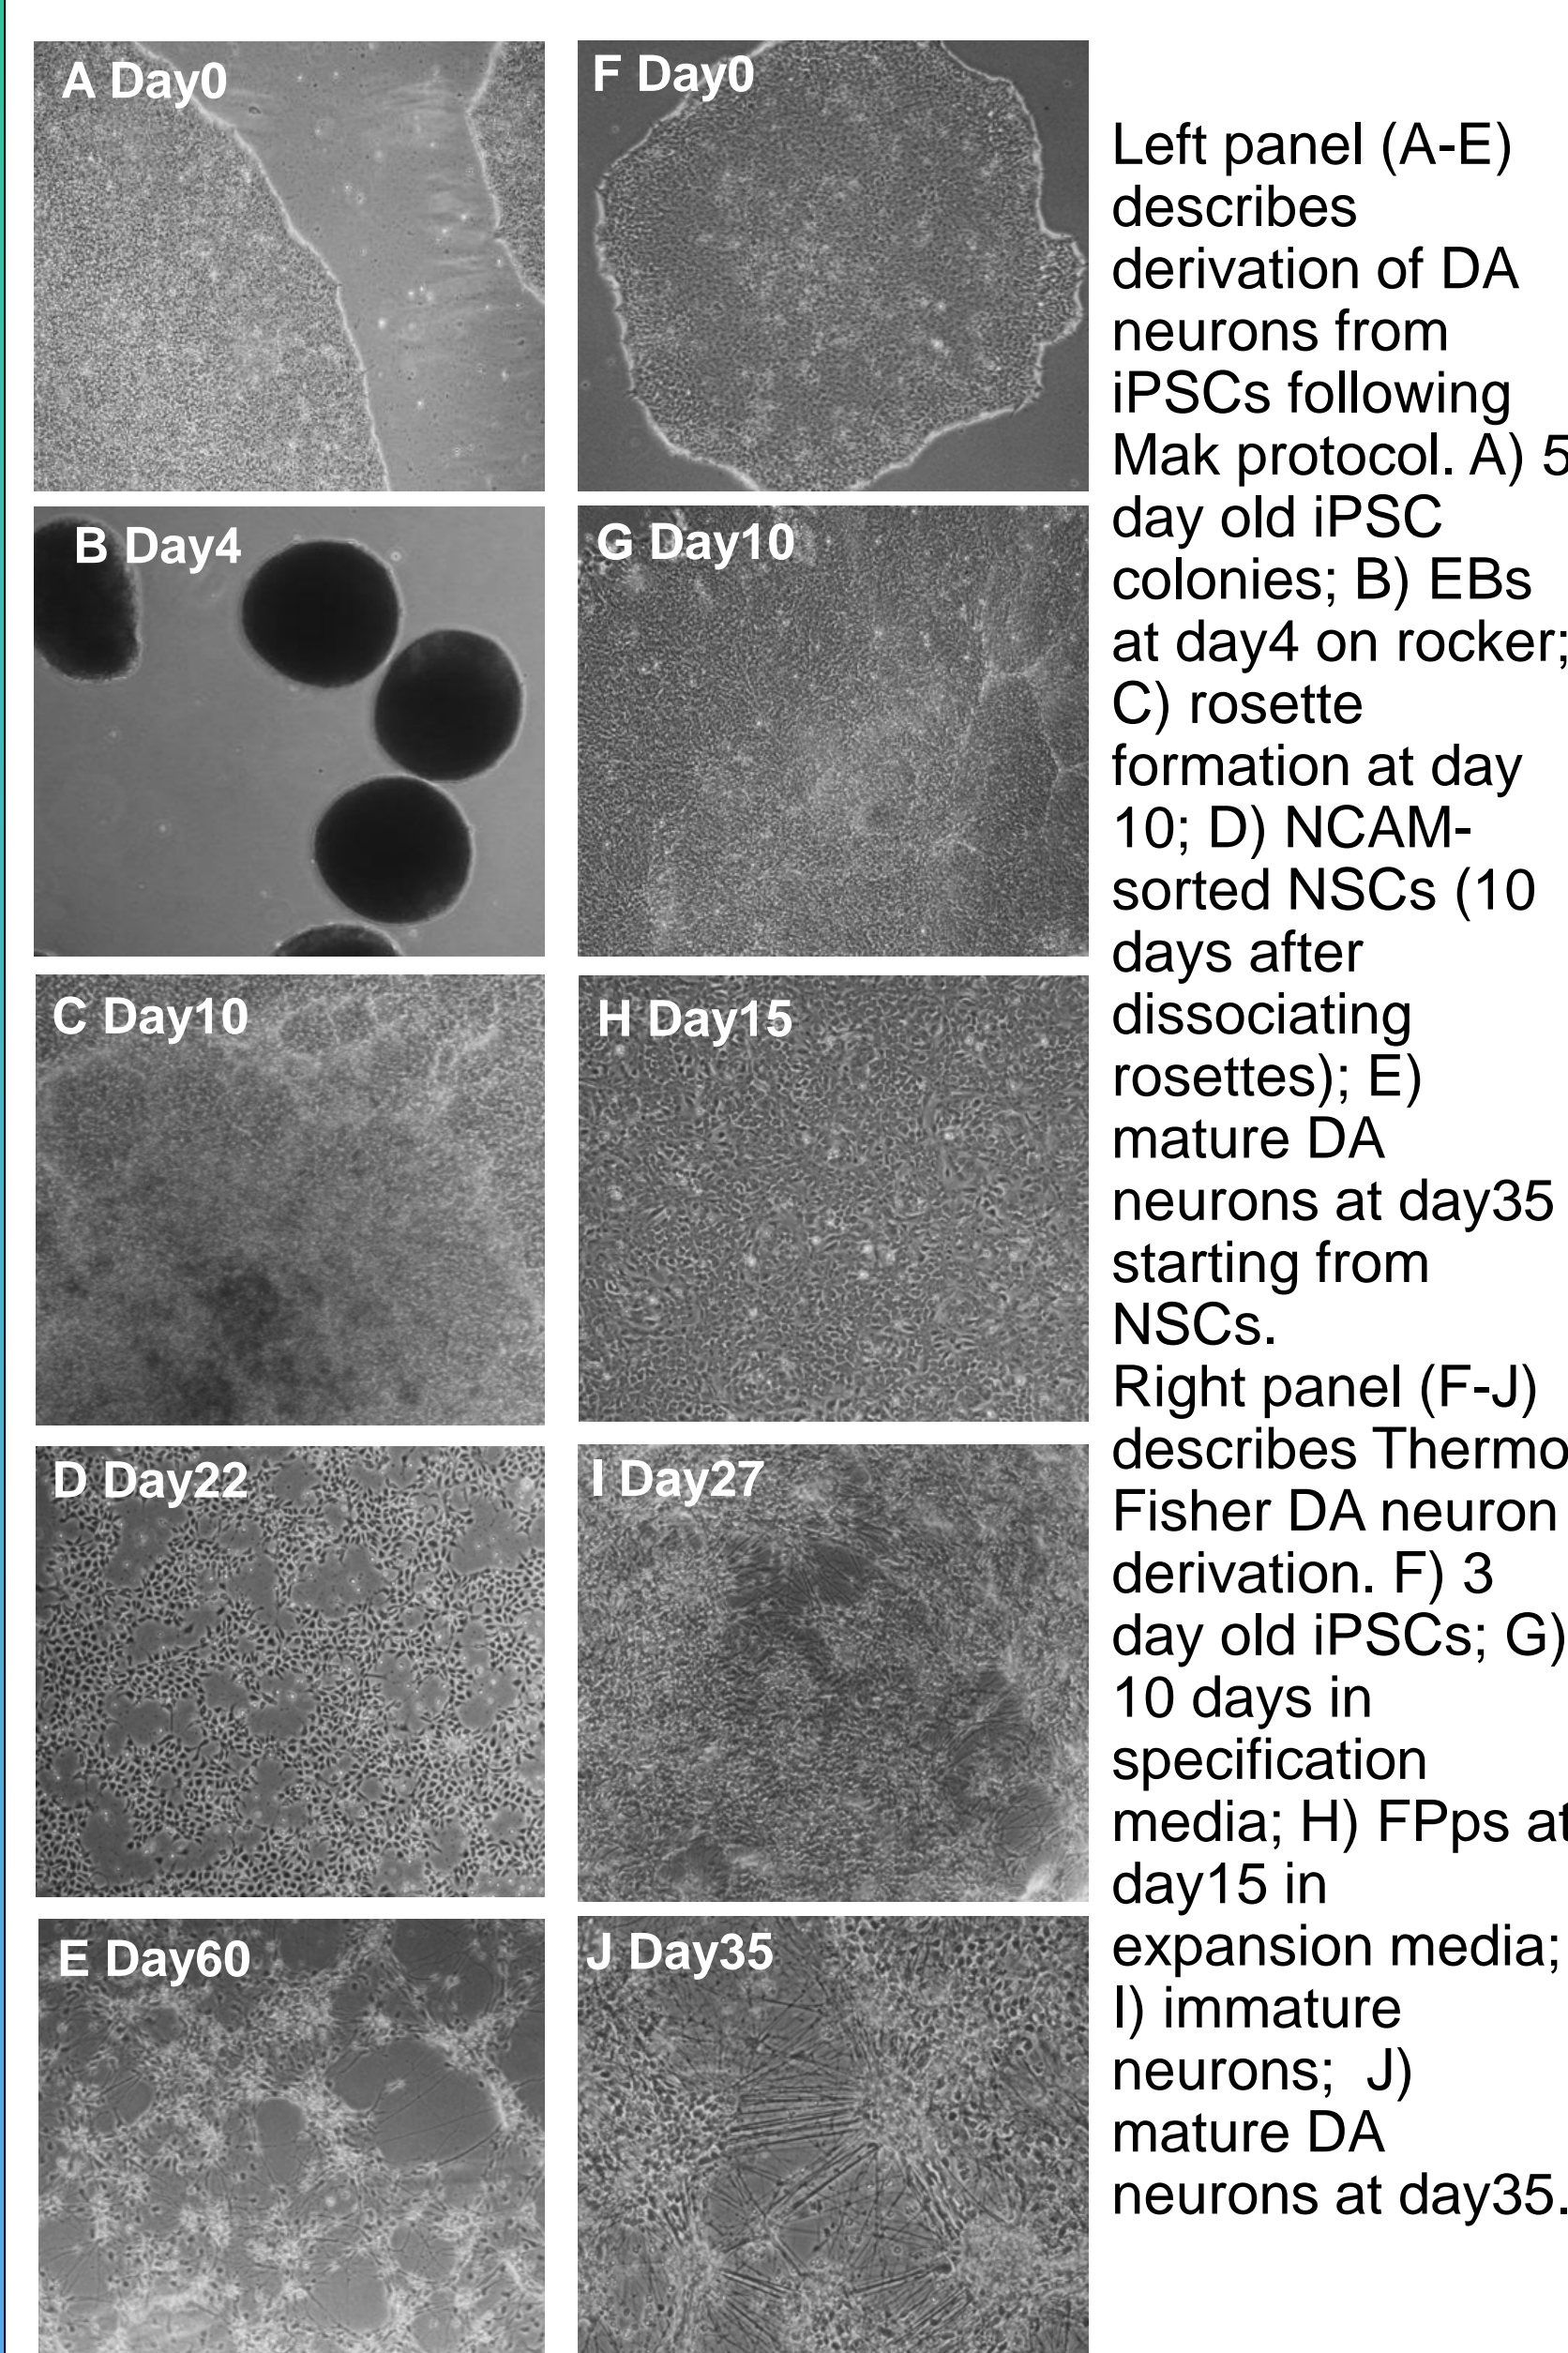 A Day0
F Day0
B Day4
G Day10
C Day10
H Day15
D Day22
I Day27
E Day60
J Day35
Left panel (A-E)
describes
derivation of DA
neurons from
iPSCs following
Mak protocol. A) 5
day old iPSC
colonies; B) EBs
at day4 on rocker;
C) rosette
formation at day
10; D) NCAM-
sorted NSCs (10
days after
dissociating
rosettes); E)
mature DA
neurons at day35
starting from
NSCs.
Right panel (F-J)
describes Thermo
Fisher DA neuron
derivation. F) 3
day old iPSCs; G)
10 days in
specification
media; H) FPps at
day15 in
expansion media;
I) immature
neurons;  J)
mature DA
neurons at day35.